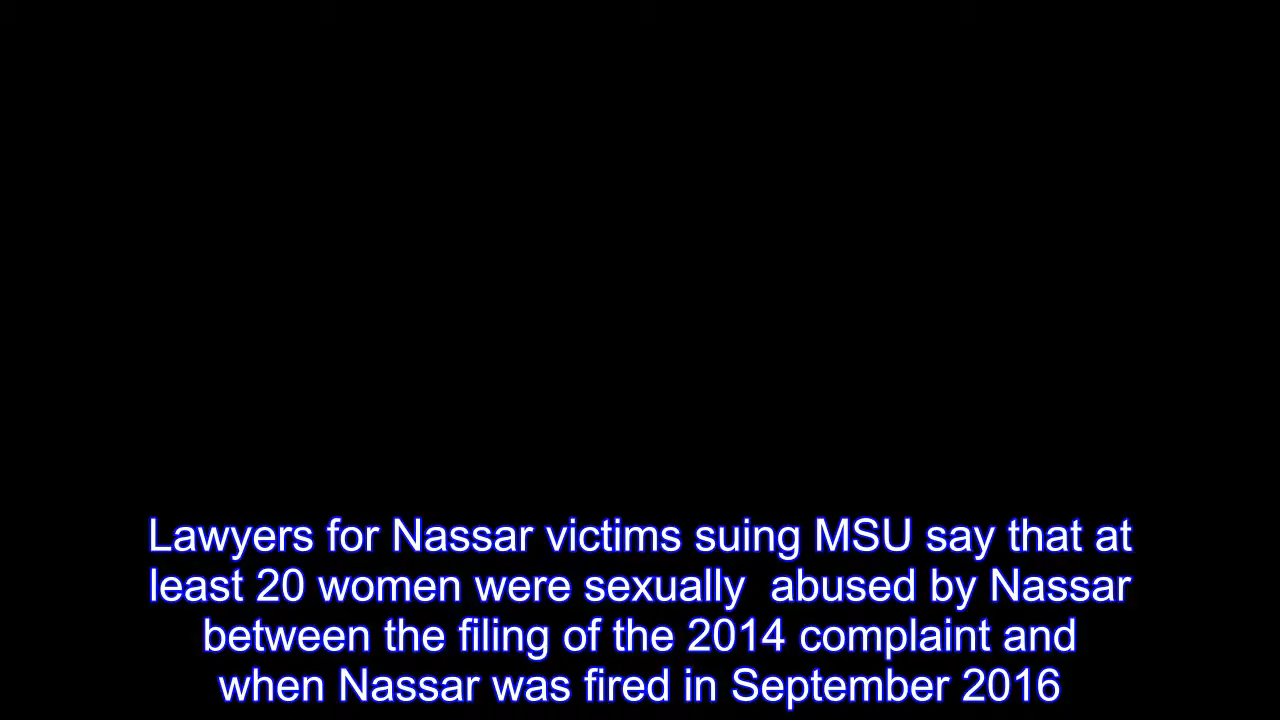 Lawyers for Nassar victims suing MSU say that at
least 20 women were sexually  abused by Nassar
between the filing of the 2014 complaint and
when Nassar was fired in September 2016